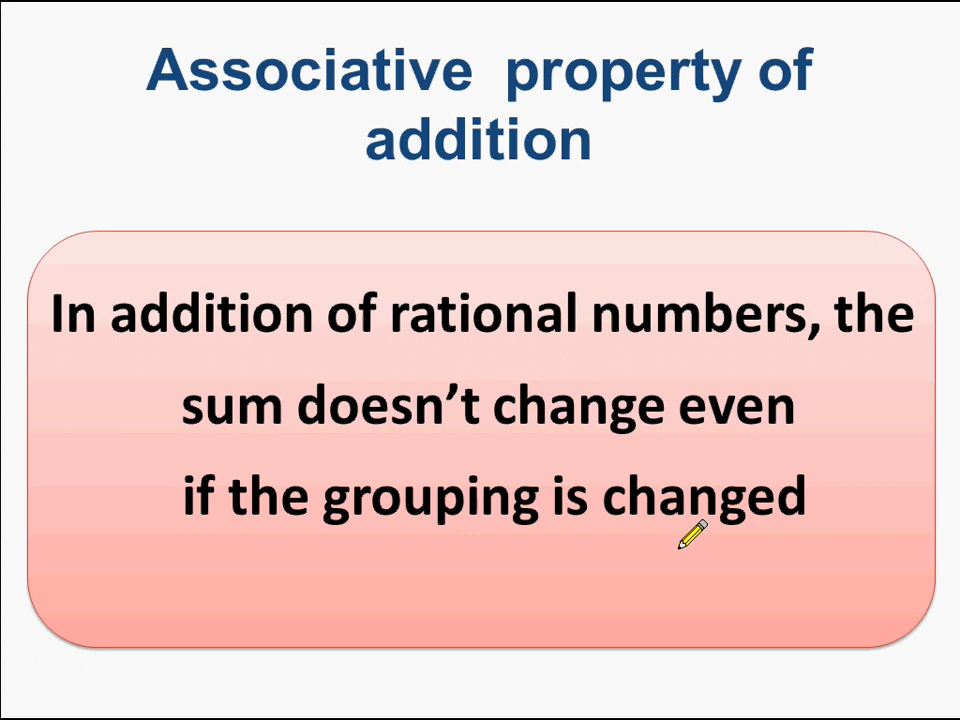 Associative property of
addition
In addition of rational numbers, the
sum doesn’t change even
if the grouping is changed